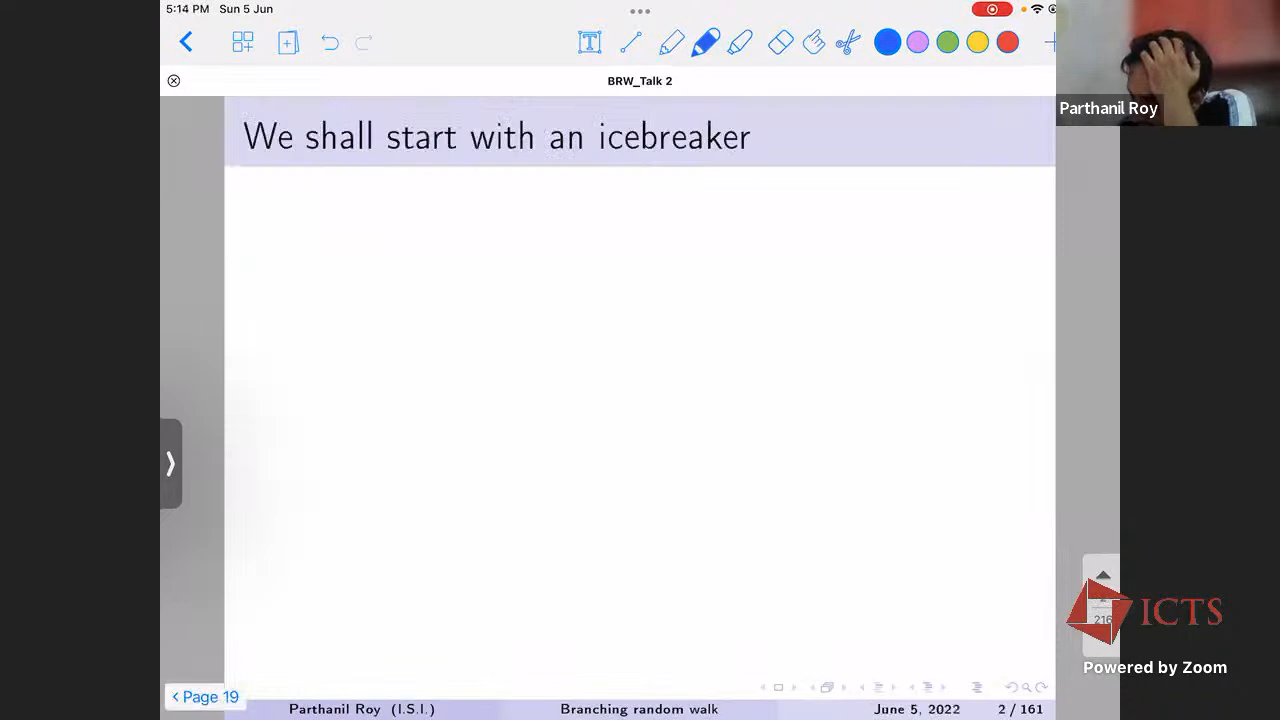 5:14 PM Sun 5 Jun
BRW_Talk 2
Parthanil Roy
We shall start with an icebreaker
216
ICTS
Powered by Zoom
Page 19
Parthanil Roy (I.S.I.) Branching random walk June 5, 2022 2 / 161